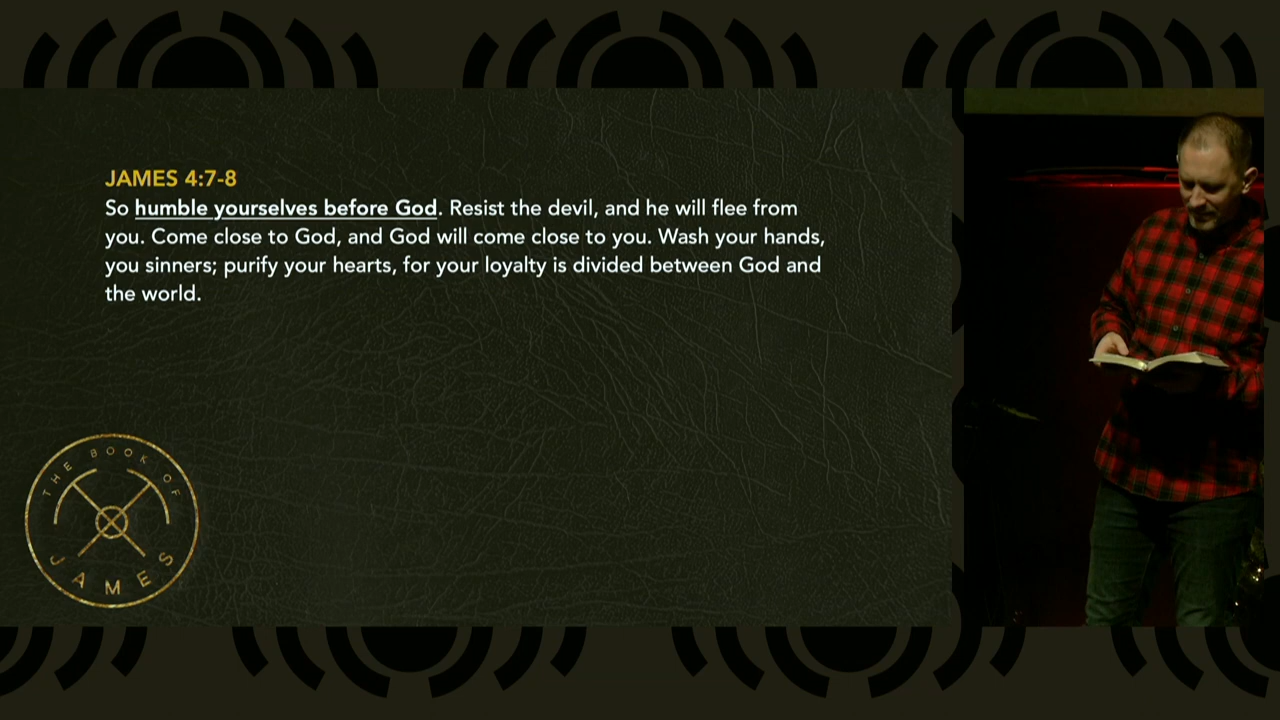 JAMES 4:7-8
So humble yourselves before God. Resist the devil, and he will flee from
you. Come close to God, and God will come close to you. Wash your hands,
you sinners; purify your hearts, for your loyalty is divided between God and
the world.
THE BOOK OF
JAMES